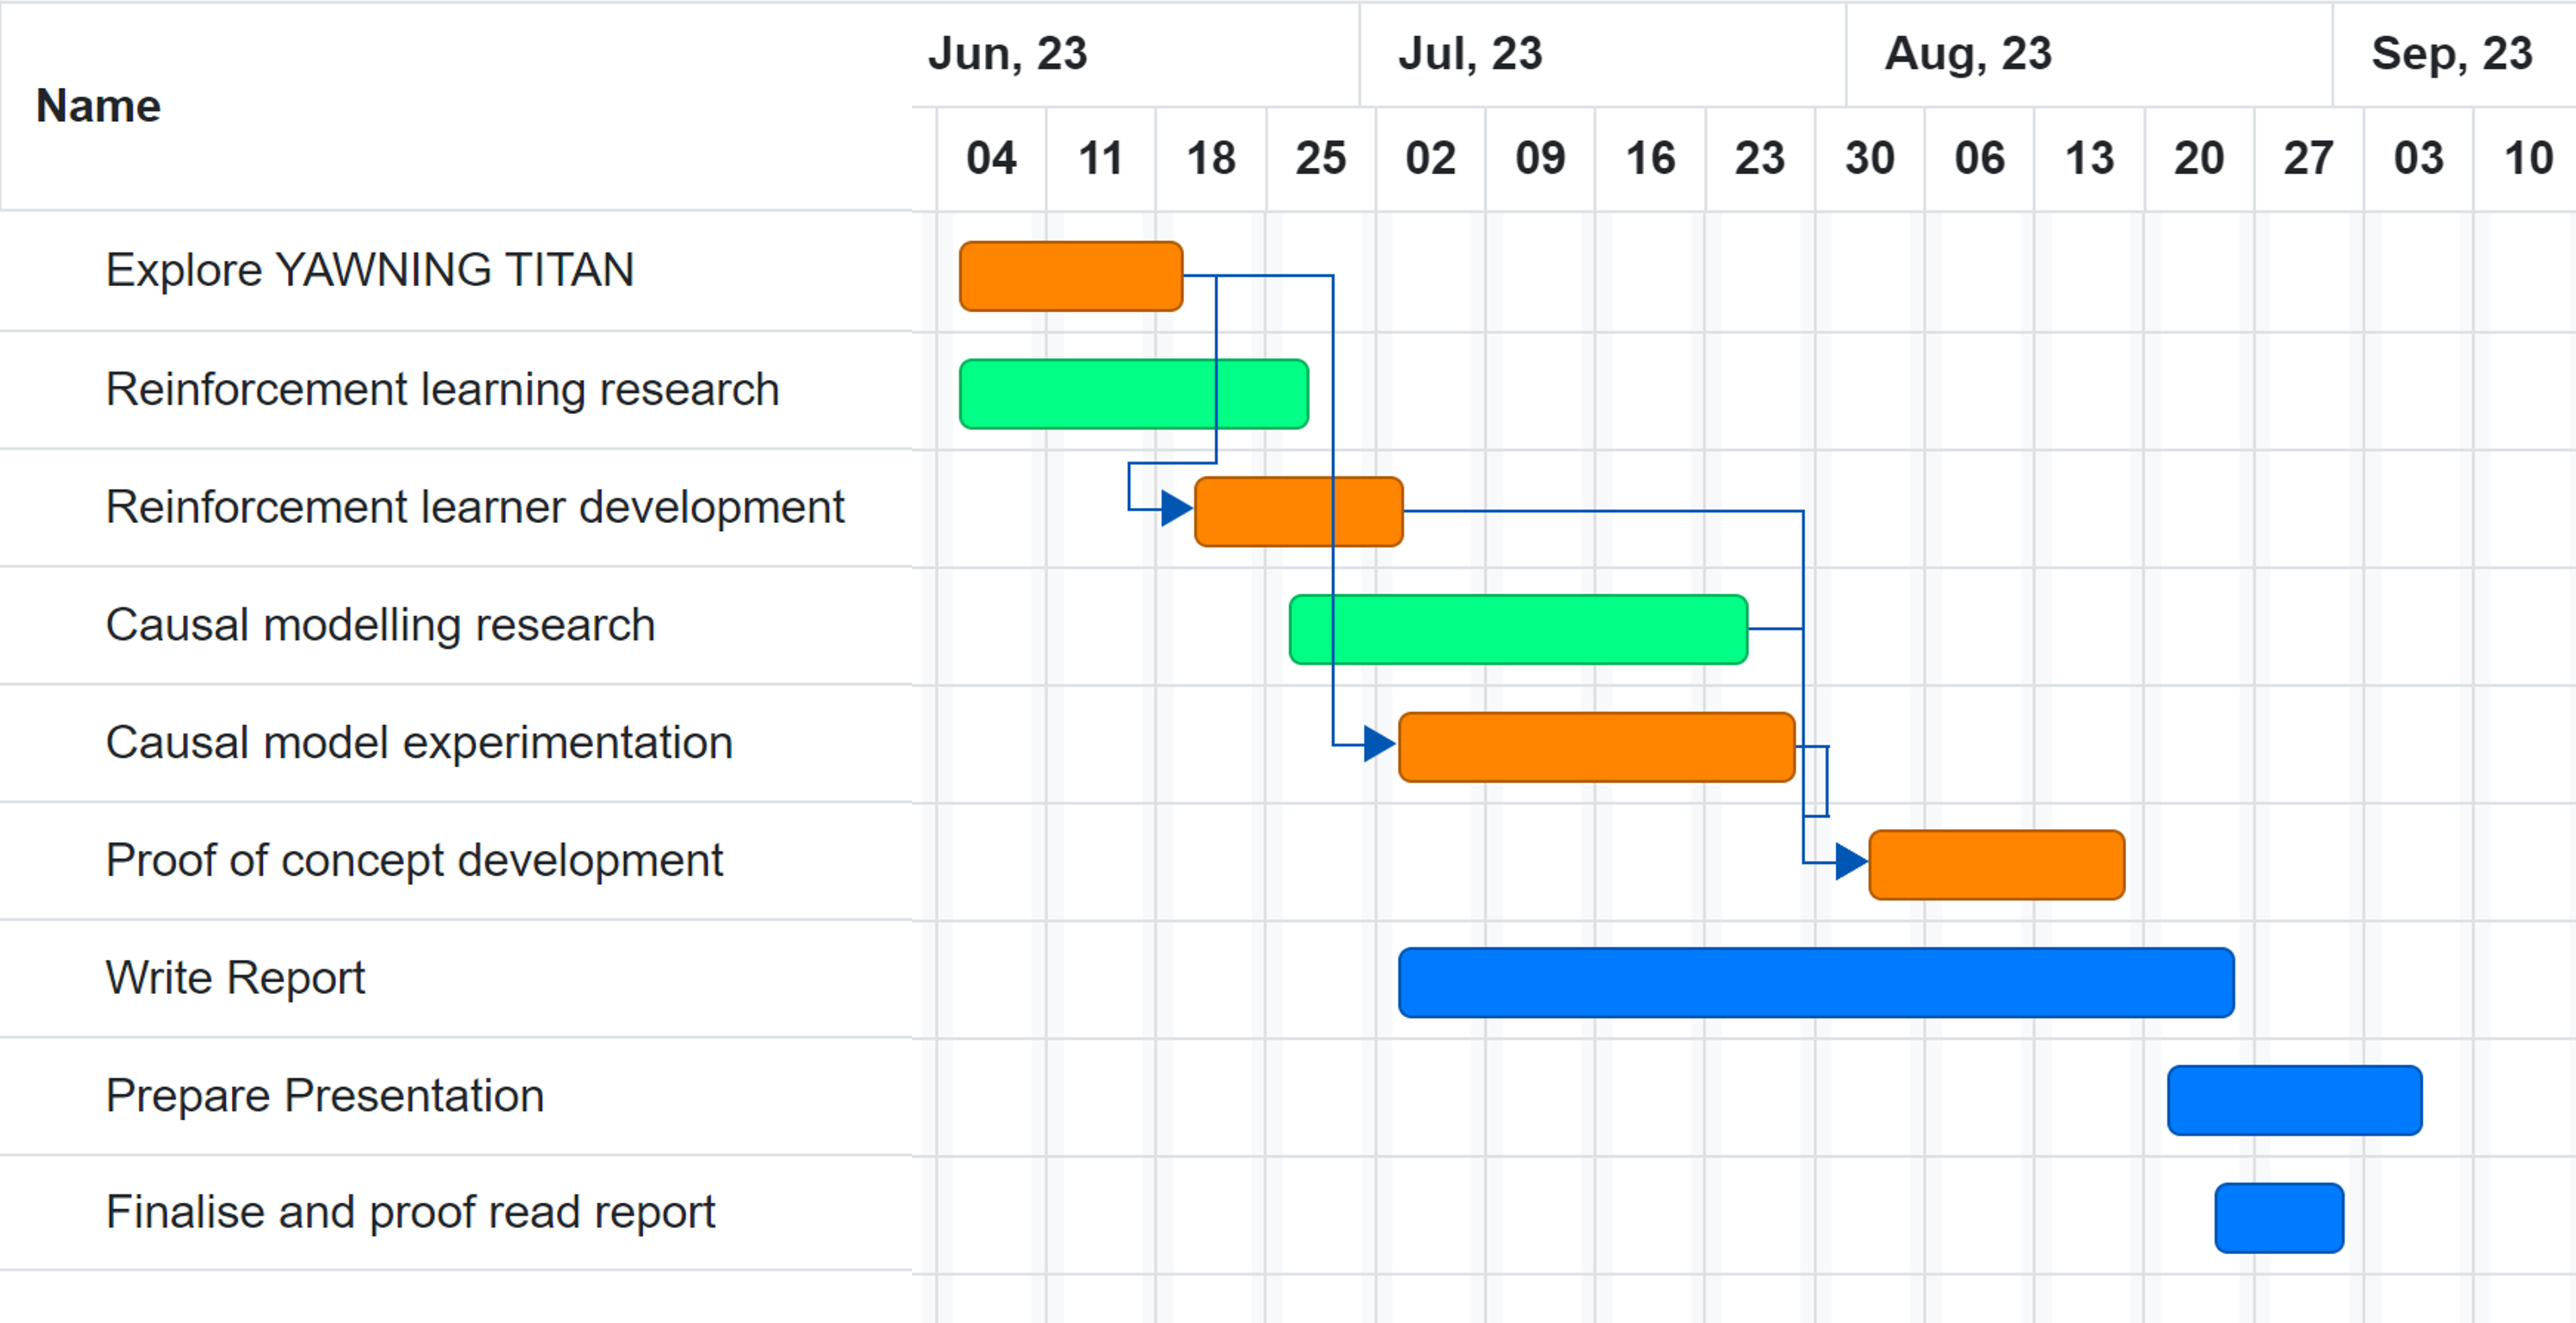 Name
Jun, 23 Jul, 23 Aug, 23 Sep, 23
04 11 18 25 02 09 16 23 30 06 13 20 27 03 10
Explore YAWNING TITAN
Reinforcement learning research
Reinforcement learner development
Causal modelling research
Causal model experimentation
Proof of concept development
Write Report
Prepare Presentation
Finalise and proof read report